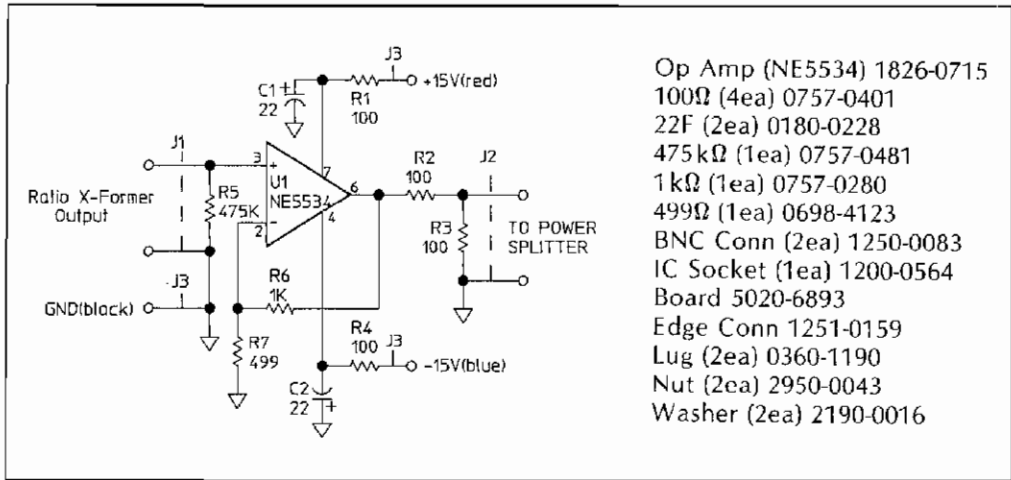 J3
+15V(red)
C1 +
22
R1
100
J1
3
+
7
R2
100
J2
Ratio X-Former
Output
R5
475K
U1
NE5534
6
4
2
-
R3
100
TO POWER
SPLITTER
J3
GND(black)
R6
1K
R7
499
R4
100
J3
-15V(blue)
C2
22
+
Op Amp (NE5534) 1826-0715
100Ω (4ea) 0757-0401
22F (2ea) 0180-0228
475kΩ (1ea) 0757-0481
1kΩ (1ea) 0757-0280
499Ω (1ea) 0698-4123
BNC Conn (2ea) 1250-0083
IC Socket (1ea) 1200-0564
Board 5020-6893
Edge Conn 1251-0159
Lug (2ea) 0360-1190
Nut (2ea) 2950-0043
Washer (2ea) 2190-0016